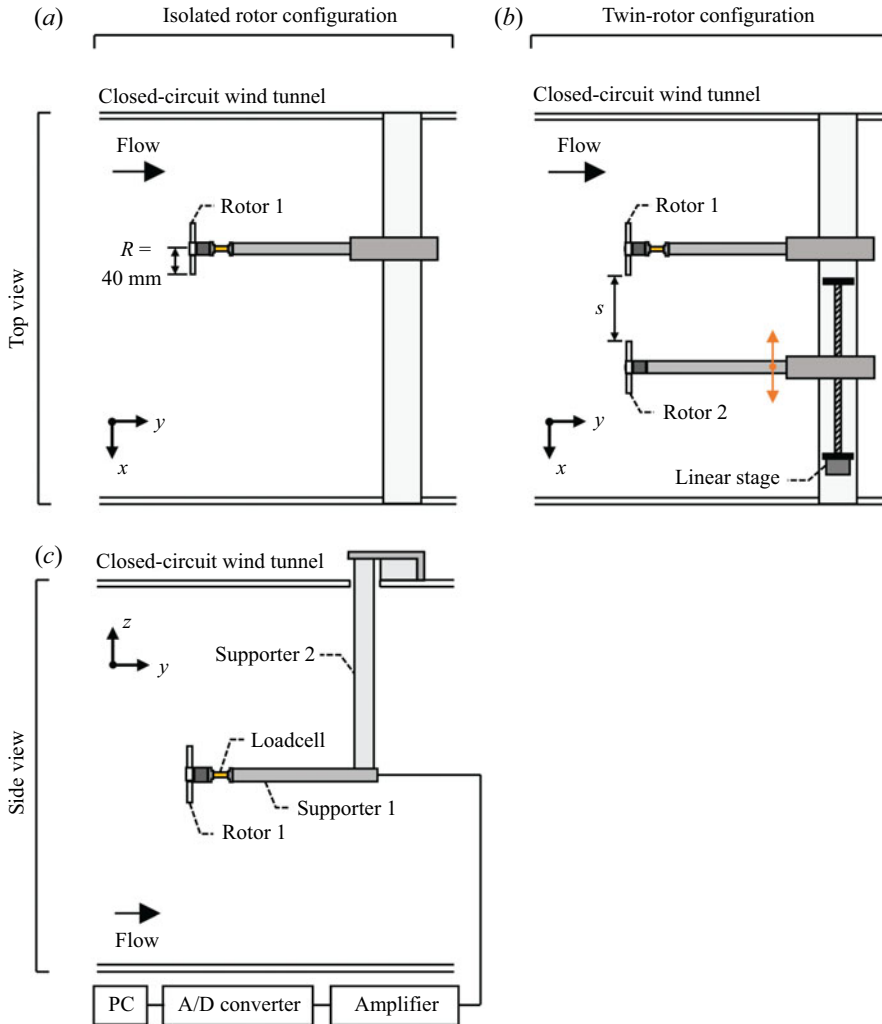 (a)
Isolated rotor configuration
(b)
Twin-rotor configuration
Top view
Closed-circuit wind tunnel
Flow
Rotor 1
R =
40 mm
y
x
Closed-circuit wind tunnel
Flow
Rotor 1
s
Rotor 2
y
x
Linear stage
(c)
Closed-circuit wind tunnel
Side view
z
y
Supporter 2
Loadcell
Supporter 1
Rotor 1
Flow
PC
A/D converter
Amplifier